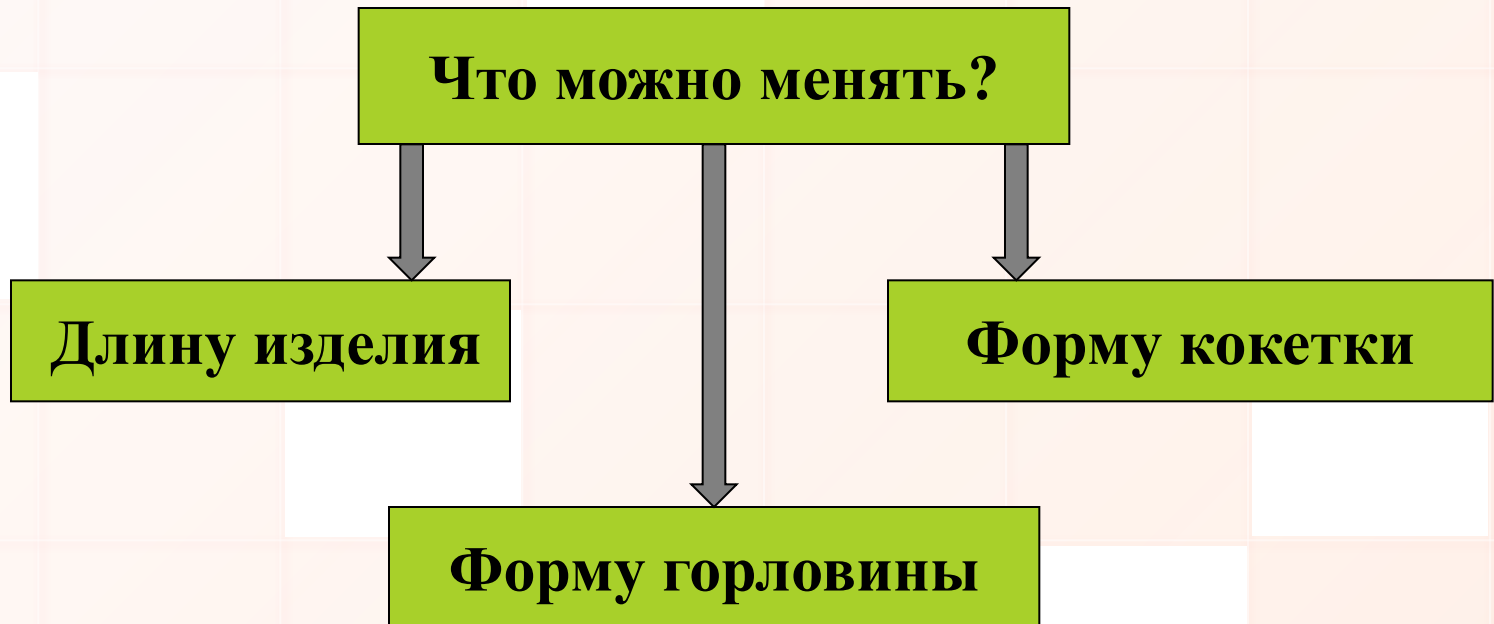 Что можно менять?
Длину изделия
Форму кокетки
Форму горловины